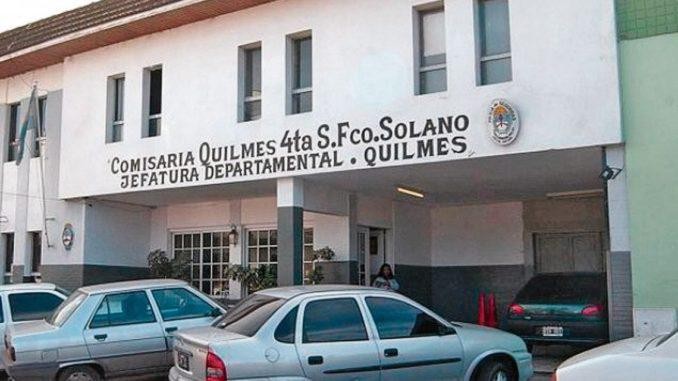 COMISARIA QUILMES 4ta S.Fco.SOLANO
JEFATURA DEPARTAMENTAL . QUILMES